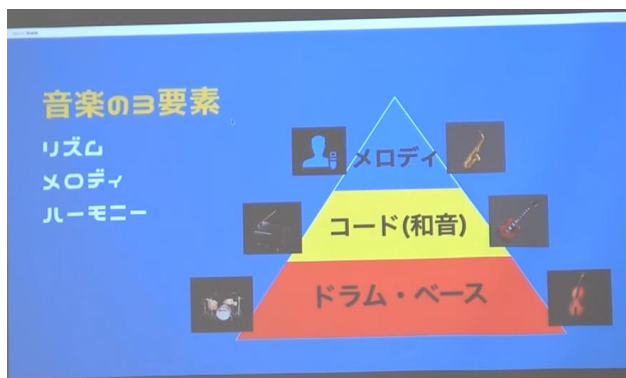 音楽の3要素
リズム
メロディ
ハーモニー
メロディ
コード(和音)
ドラム・ベース